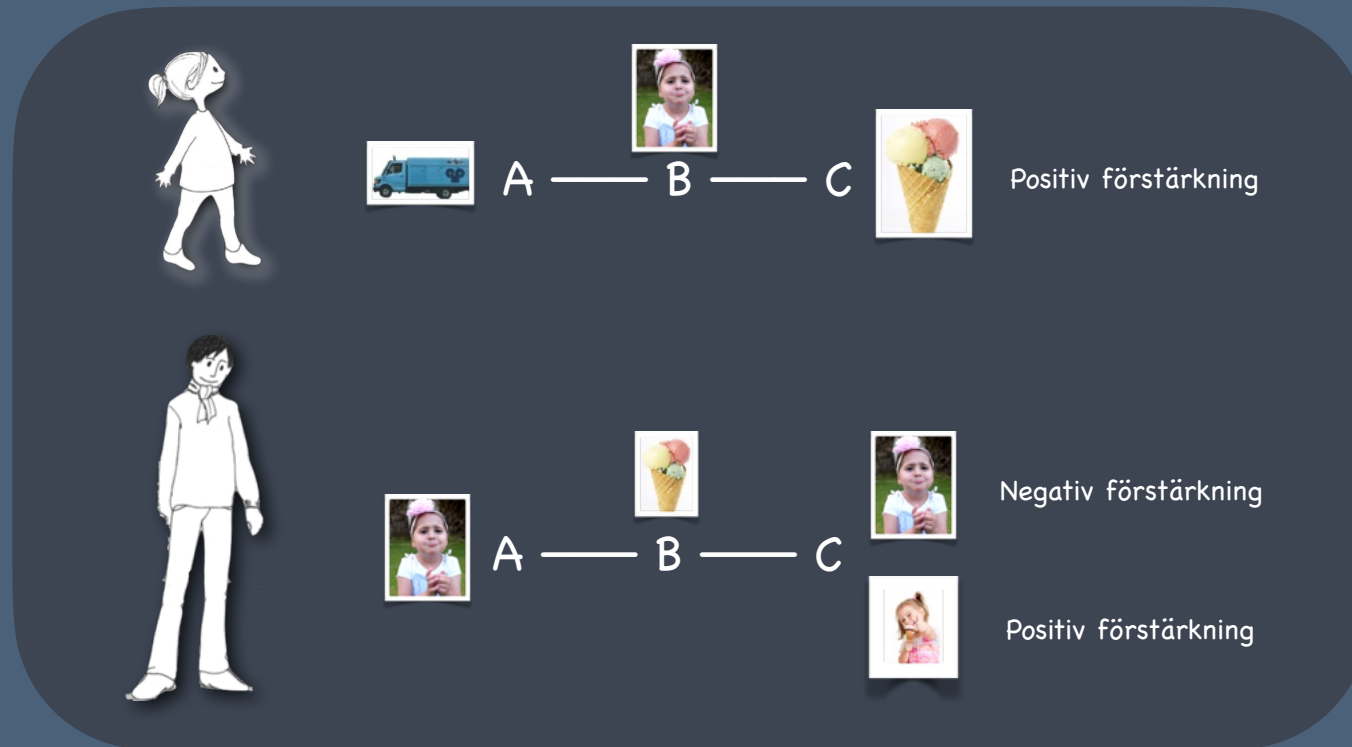 A B C Positiv förstärkning
Negativ förstärkning
A B C
Positiv förstärkning